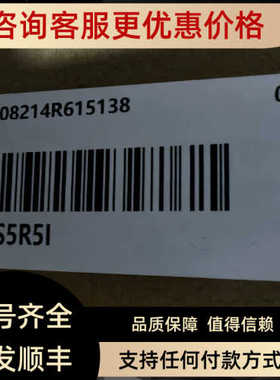 咨询客服更优惠价格
08214R615138
S5R5I
号齐全
品质保障 值得信赖
发顺丰
支持任何付款方式